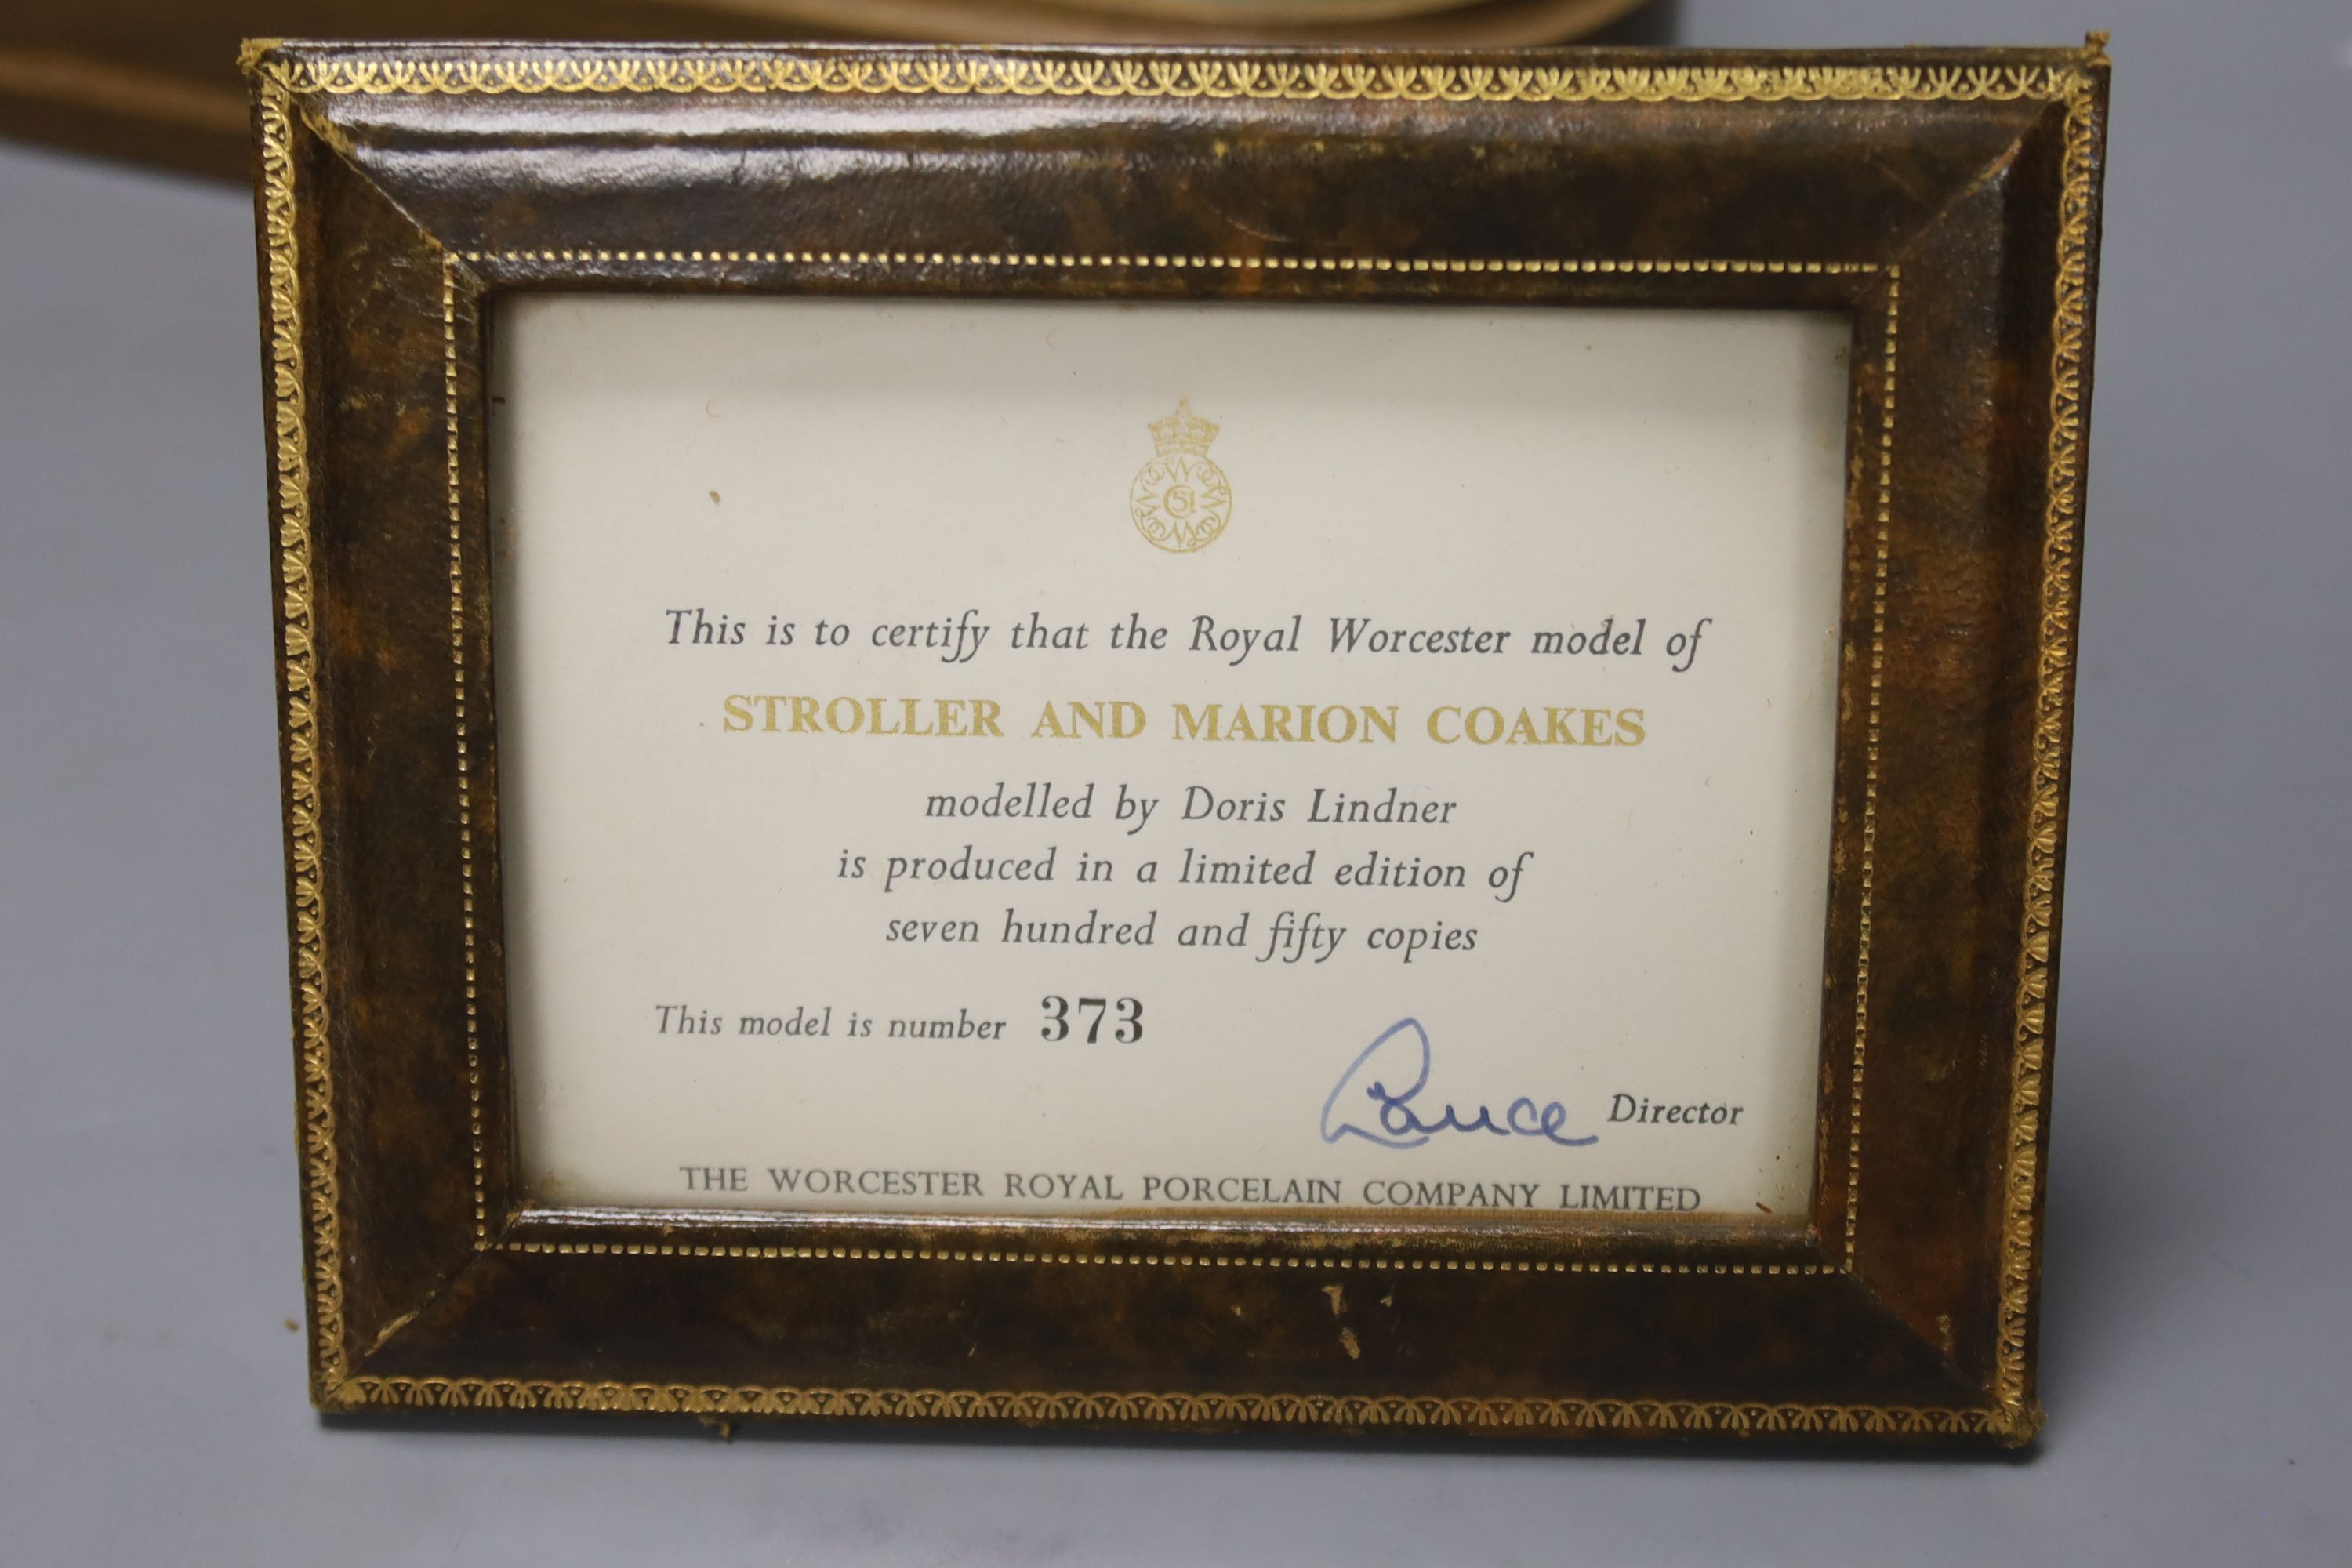 51
This is to certify that the Royal Worcester model of
STROLLER AND MARION COAKES
modelled by Doris Lindner
is produced in a limited edition of
seven hundred and fifty copies
This model is number 373
Director
THE WORCESTER ROYAL PORCELAIN COMPANY LIMITED